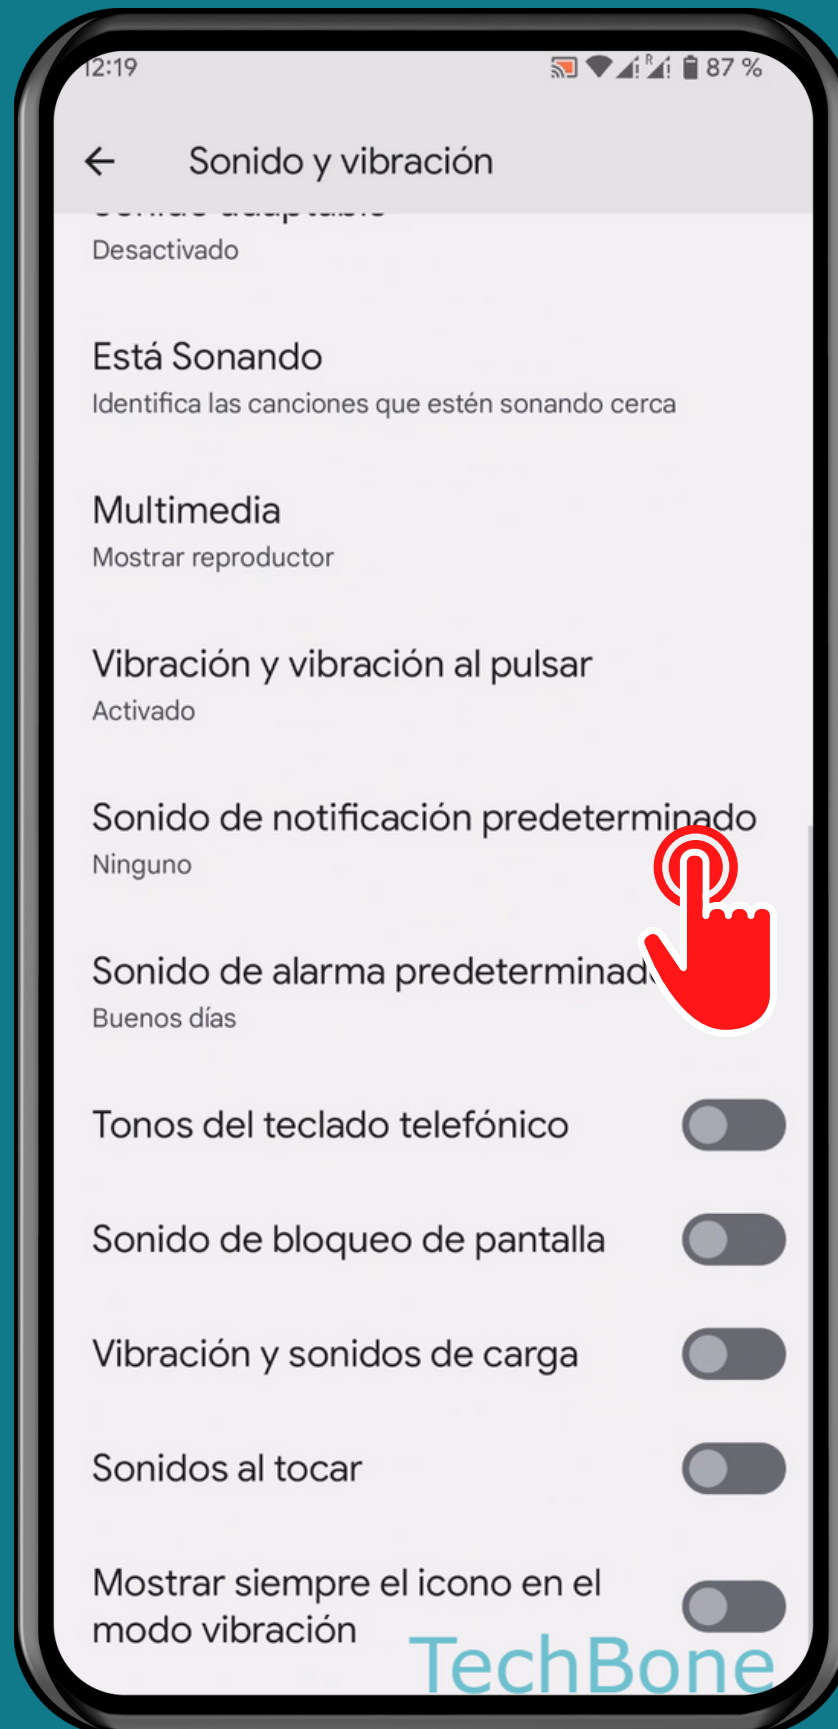 12:19
R
87 %
Sonido y vibración
Sonido adaptable
Desactivado
Está Sonando
Identifica las canciones que estén sonando cerca
Multimedia
Mostrar reproductor
Vibración y vibración al pulsar
Activado
Sonido de notificación predeterminado
Ninguno
Sonido de alarma predeterminado
Buenos días
Tonos del teclado telefónico
Sonido de bloqueo de pantalla
Vibración y sonidos de carga
Sonidos al tocar
Mostrar siempre el icono en el
modo vibración
TechBone